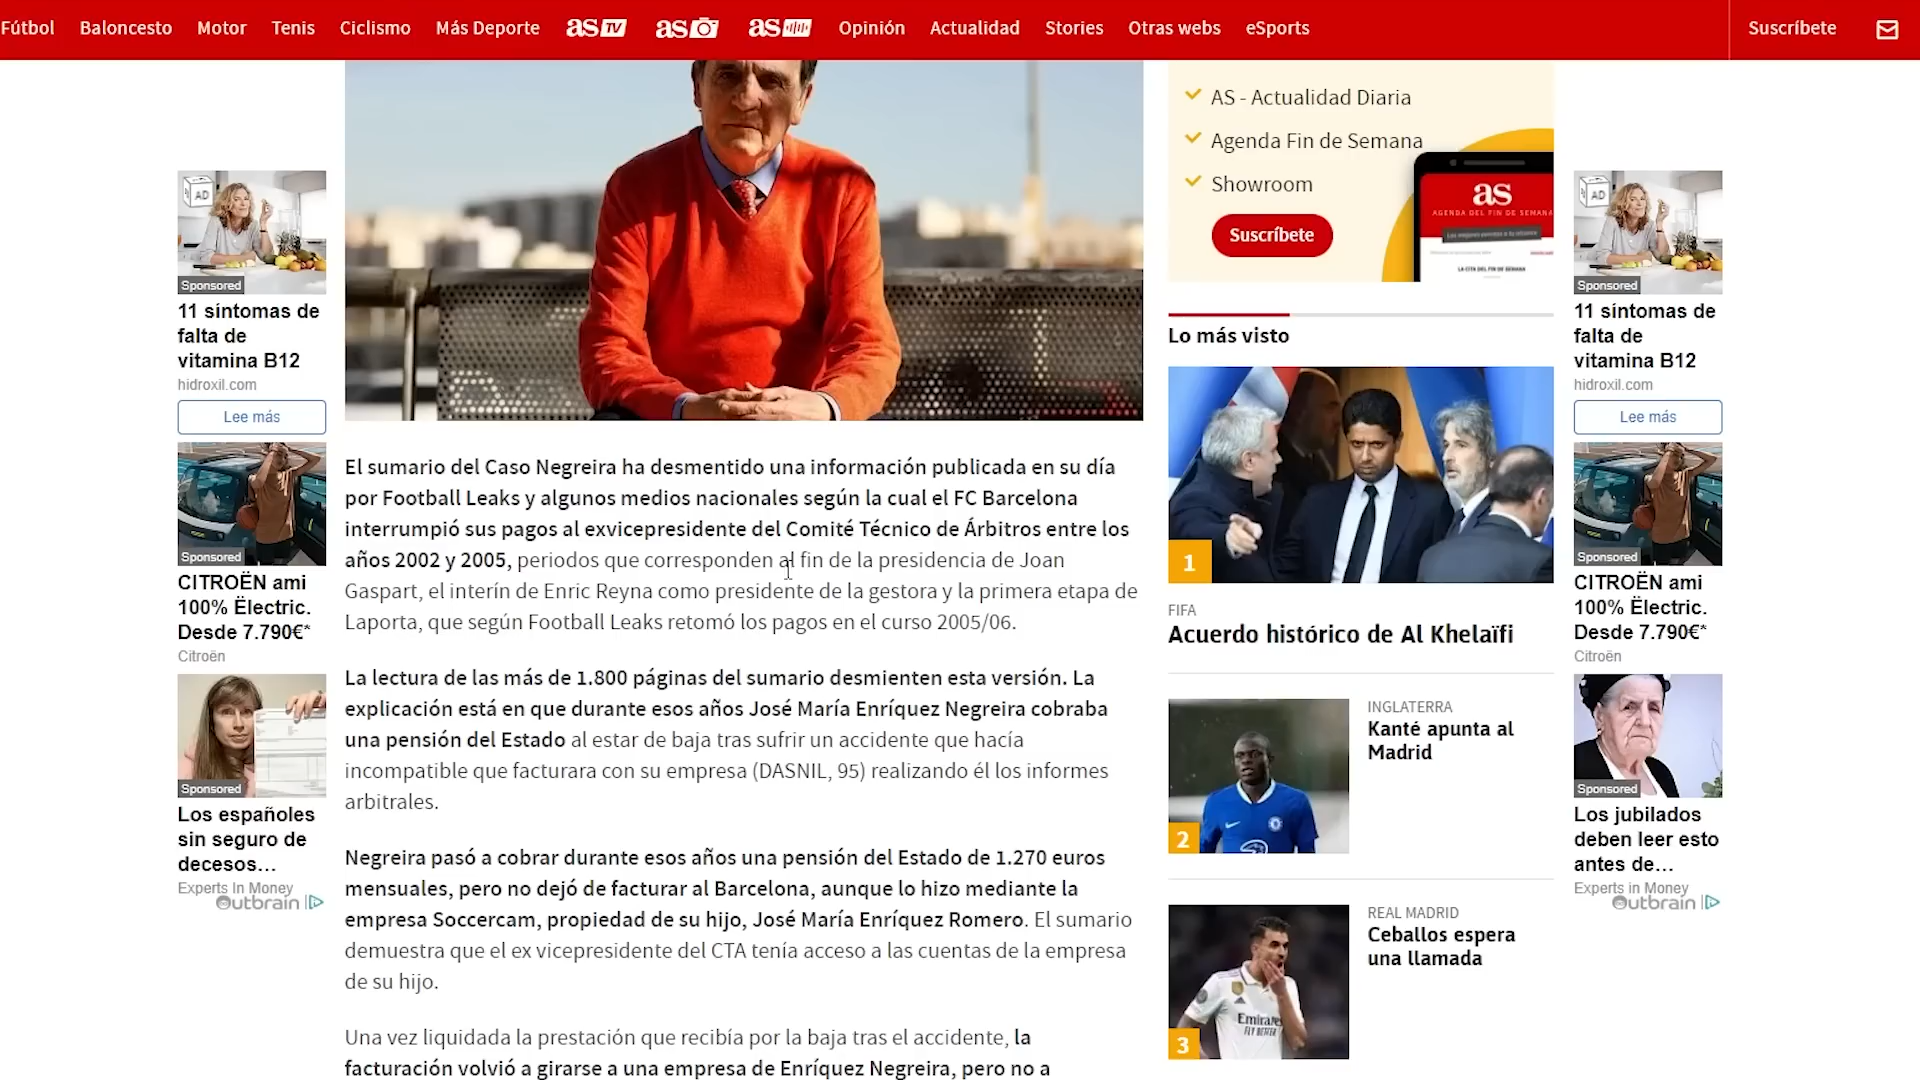 Fútbol Baloncesto Motor Tenis Ciclismo Más Deporte as TV as as Opinión Actualidad Stories Otras webs eSports Suscríbete
AS - Actualidad Diaria
Agenda Fin de Semana
Showroom
Suscríbete
as
AGENDA DEL FIN DE SEMANA
LA CITA DEL FIN DE SEMANA
AD
Sponsored
11 síntomas de
falta de
vitamina B12
hidroxil.com
Lee más
Sponsored
CITROËN ami
100% Ëlectric.
Desde 7.790€*
Citroën
Sponsored
Los españoles
sin seguro de
decesos...
Experts In Money
Outbrain
El sumario del Caso Negreira ha desmentido una información publicada en su día
por Football Leaks y algunos medios nacionales según la cual el FC Barcelona
interrumpió sus pagos al exvicepresidente del Comité Técnico de Árbitros entre los
años 2002 y 2005, periodos que corresponden al fin de la presidencia de Joan
Gaspart, el interín de Enric Reyna como presidente de la gestora y la primera etapa de
Laporta, que según Football Leaks retomó los pagos en el curso 2005/06.
La lectura de las más de 1.800 páginas del sumario desmienten esta versión. La
explicación está en que durante esos años José María Enríquez Negreira cobraba
una pensión del Estado al estar de baja tras sufrir un accidente que hacía
incompatible que facturara con su empresa (DASNIL, 95) realizando él los informes
arbitrales.
Negreira pasó a cobrar durante esos años una pensión del Estado de 1.270 euros
mensuales, pero no dejó de facturar al Barcelona, aunque lo hizo mediante la
empresa Soccercam, propiedad de su hijo, José María Enríquez Romero. El sumario
demuestra que el ex vicepresidente del CTA tenía acceso a las cuentas de la empresa
de su hijo.
Una vez liquidada la prestación que recibía por la baja tras el accidente, la
facturación volvió a girarse a una empresa de Enríquez Negreira, pero no a
Lo más visto
1
FIFA
Acuerdo histórico de Al Khelaïfi
2
INGLATERRA
Kanté apunta al
Madrid
3
REAL MADRID
Ceballos espera
una llamada
Emirates
FLY BETTER
AD
Sponsored
11 síntomas de
falta de
vitamina B12
hidroxil.com
Lee más
Sponsored
CITROËN ami
100% Ëlectric.
Desde 7.790€*
Citroën
Sponsored
Los jubilados
deben leer esto
antes de...
Experts in Money
Outbrain